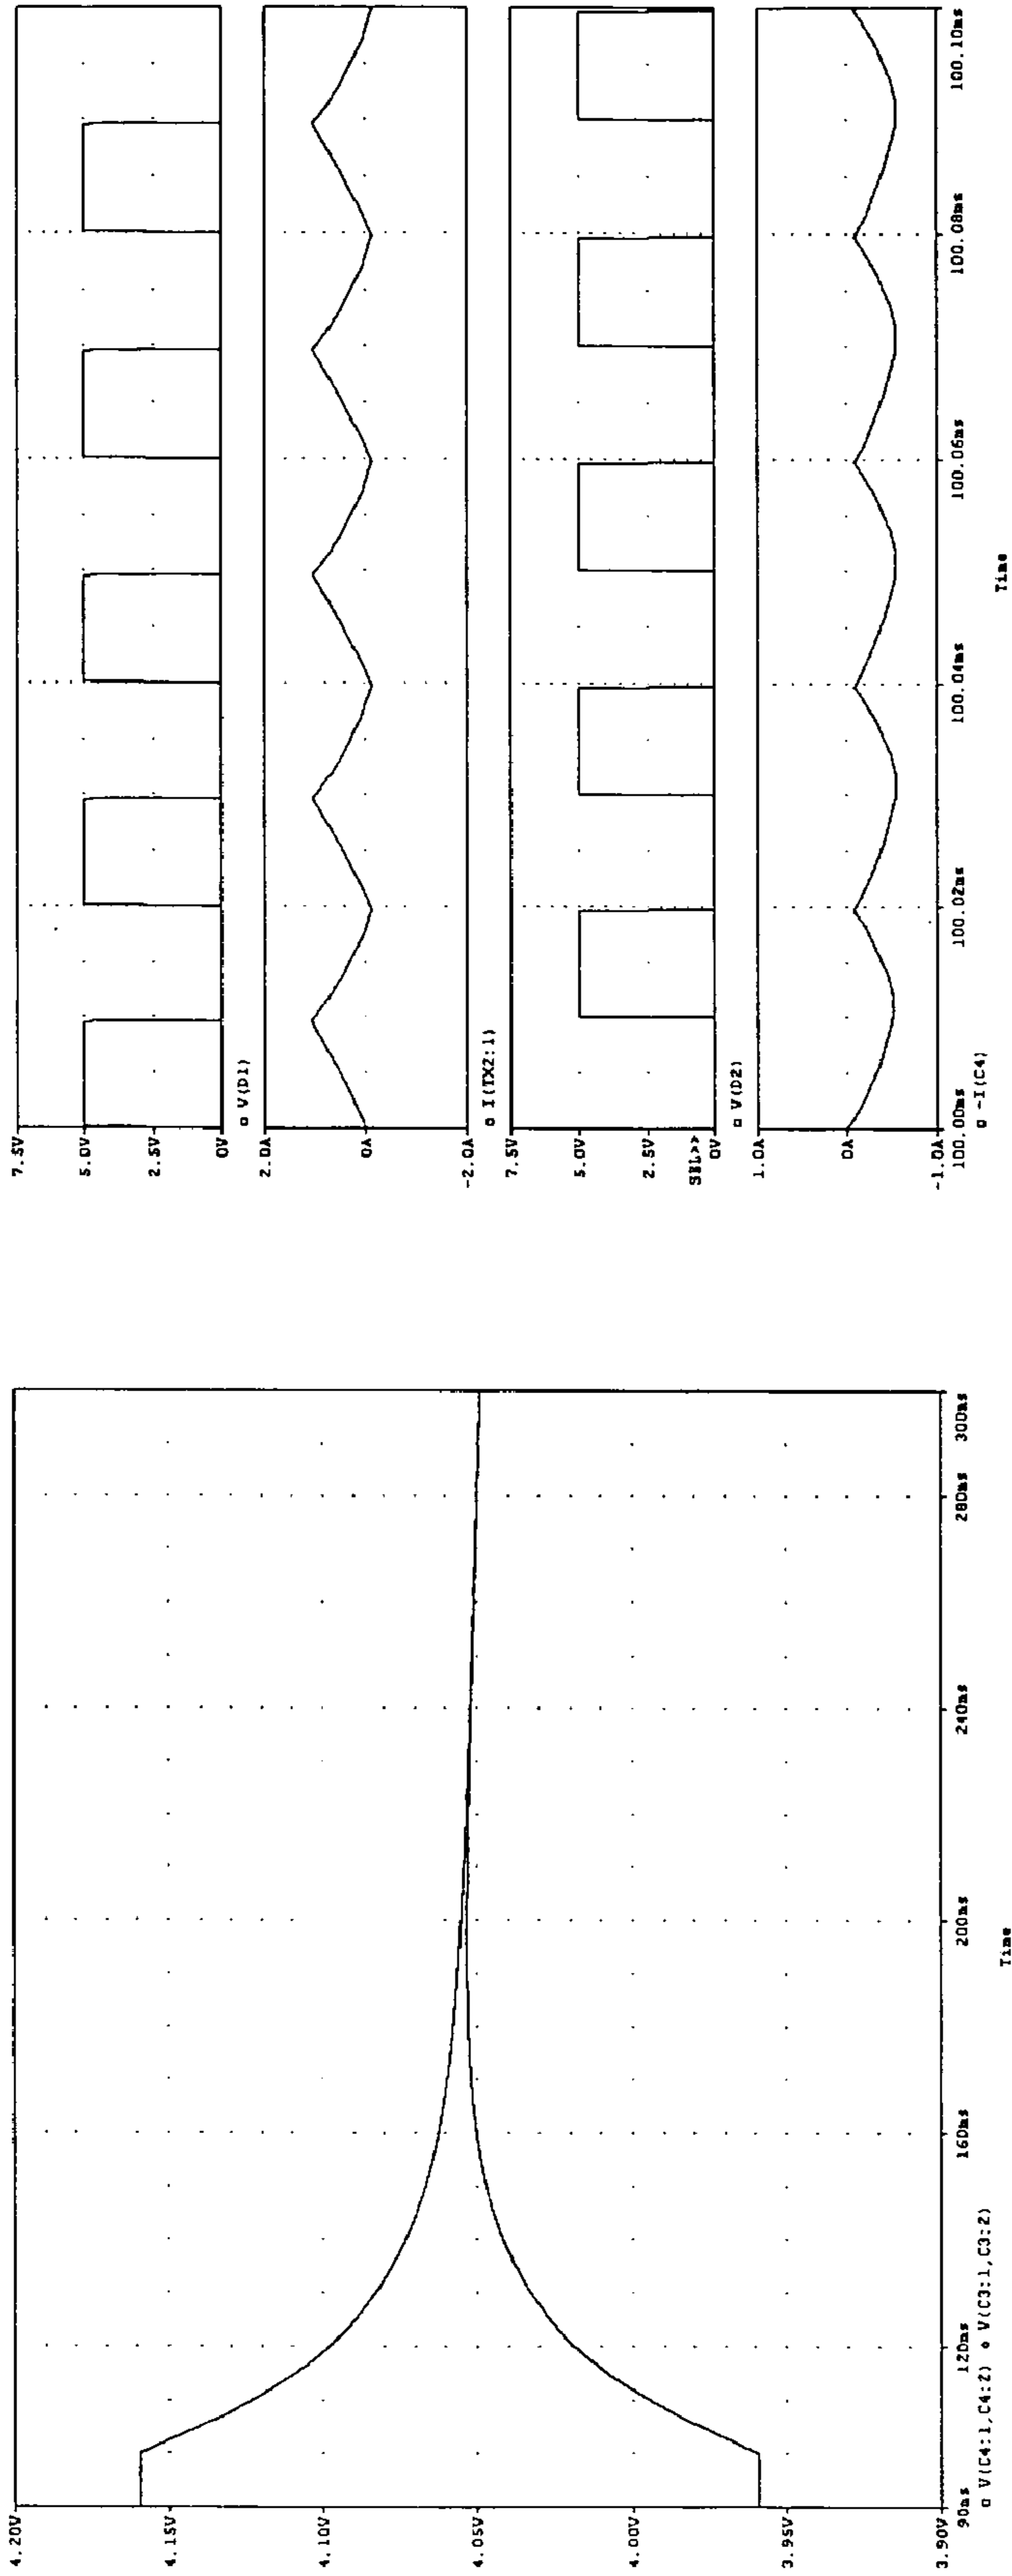 4.20V
4.15V
4.10V
4.05V
4.00V
3.95V
3.90V
90ms 120ms 160ms 200ms 240ms 280ms 300ms
□ V(C4:1,C4:2) ⋄ V(C3:1,C3:2)
Time
7.5V
5.0V
2.5V
0V
□ V(D1)
2.0A
0A
-2.0A
□ I(TX2:1)
7.5V
5.0V
2.5V
SEL>>
0V
□ V(D2)
1.0A
0A
-1.0A
100.00ms 100.02ms 100.04ms 100.06ms 100.08ms 100.10ms
□ -I(C4)
Time